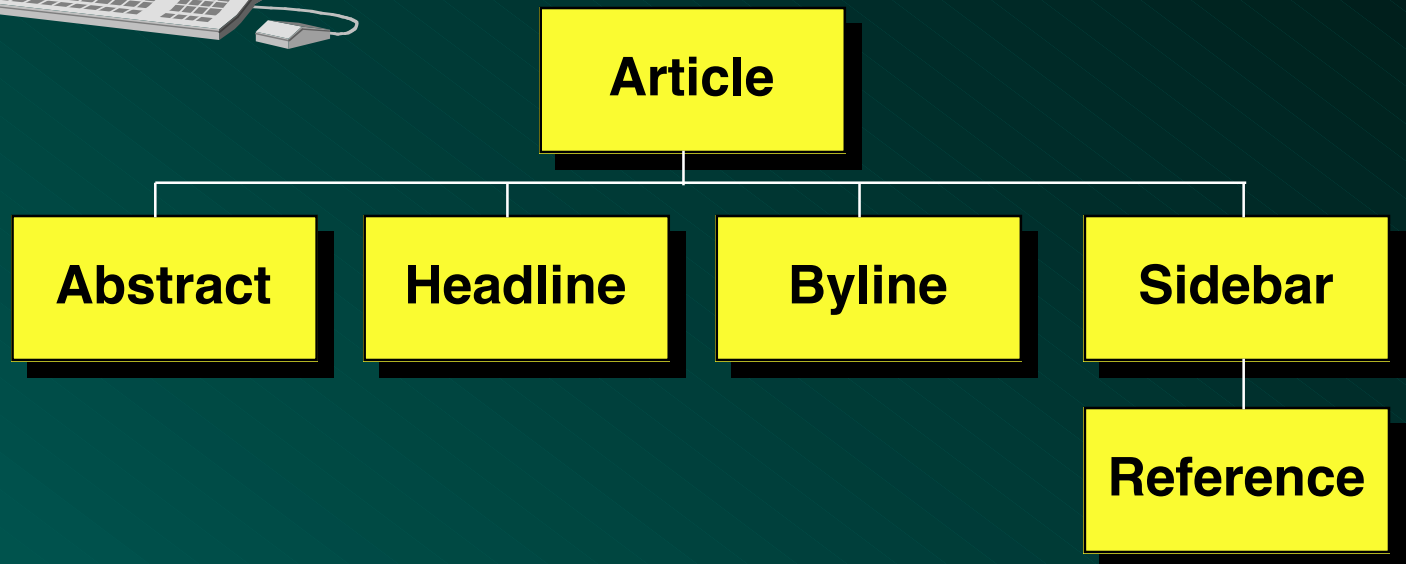 Article
Abstract
Headline
Byline
Sidebar
Reference